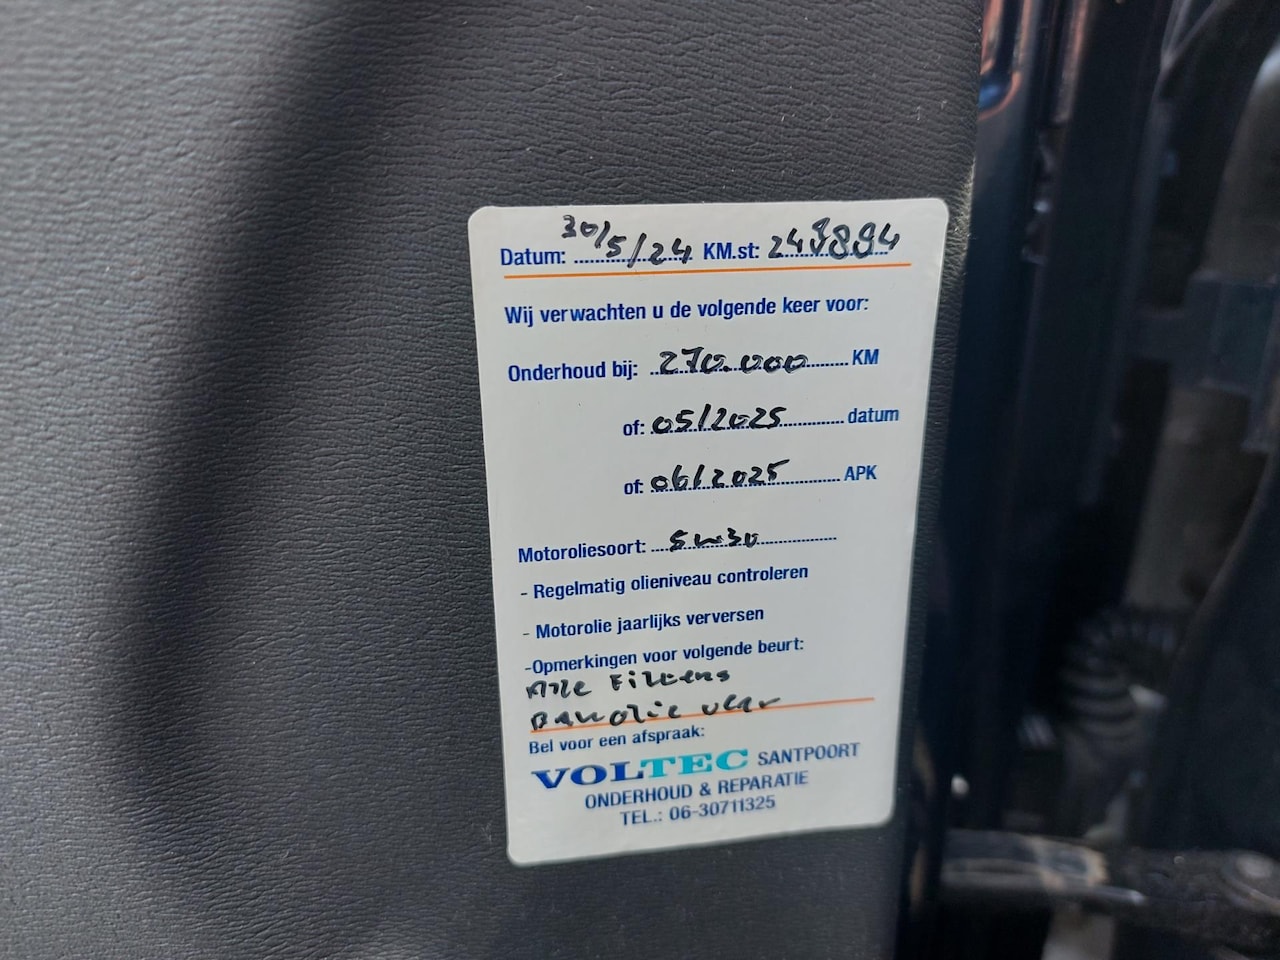 Datum: 30/5/24 KM.st: 248894
Wij verwachten u de volgende keer voor:
Onderhoud bij: 270.000 KM
of: 05/2025 datum
of: 06/2025 APK
Motoroliesoort: 5w30
- Regelmatig olieniveau controleren
- Motorolie jaarlijks verversen
-Opmerkingen voor volgende beurt:
Alle Filters
olie
Bel voor een afspraak:
VOLTEC SANTPOORT
ONDERHOUD & REPARATIE
TEL.: 06-30711325